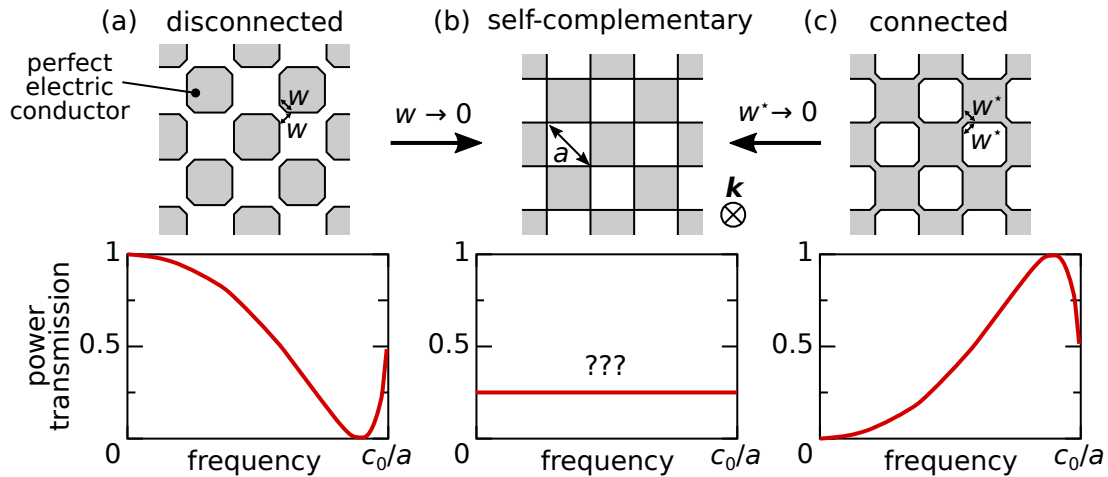 (a) disconnected
(b) self-complementary
(c) connected
perfect
electric
conductor
w
w
w → 0
a
w* → 0
k
w*
w*
power
transmission
1
0.5
0
frequency
c₀/a
1
0.5
0
???
frequency
c₀/a
1
0.5
0
frequency
c₀/a